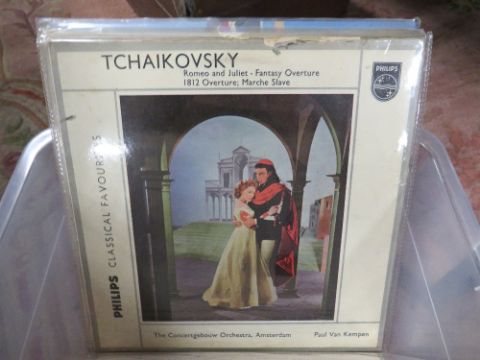 TCHAIKOVSKY
Romeo and Juliet - Fantasy Overture
1812 Overture; Marche Slave
PHILIPS
PHILIPS CLASSICAL FAVOURITES
The Concertgebouw Orchestra, Amsterdam Paul Van Kempen